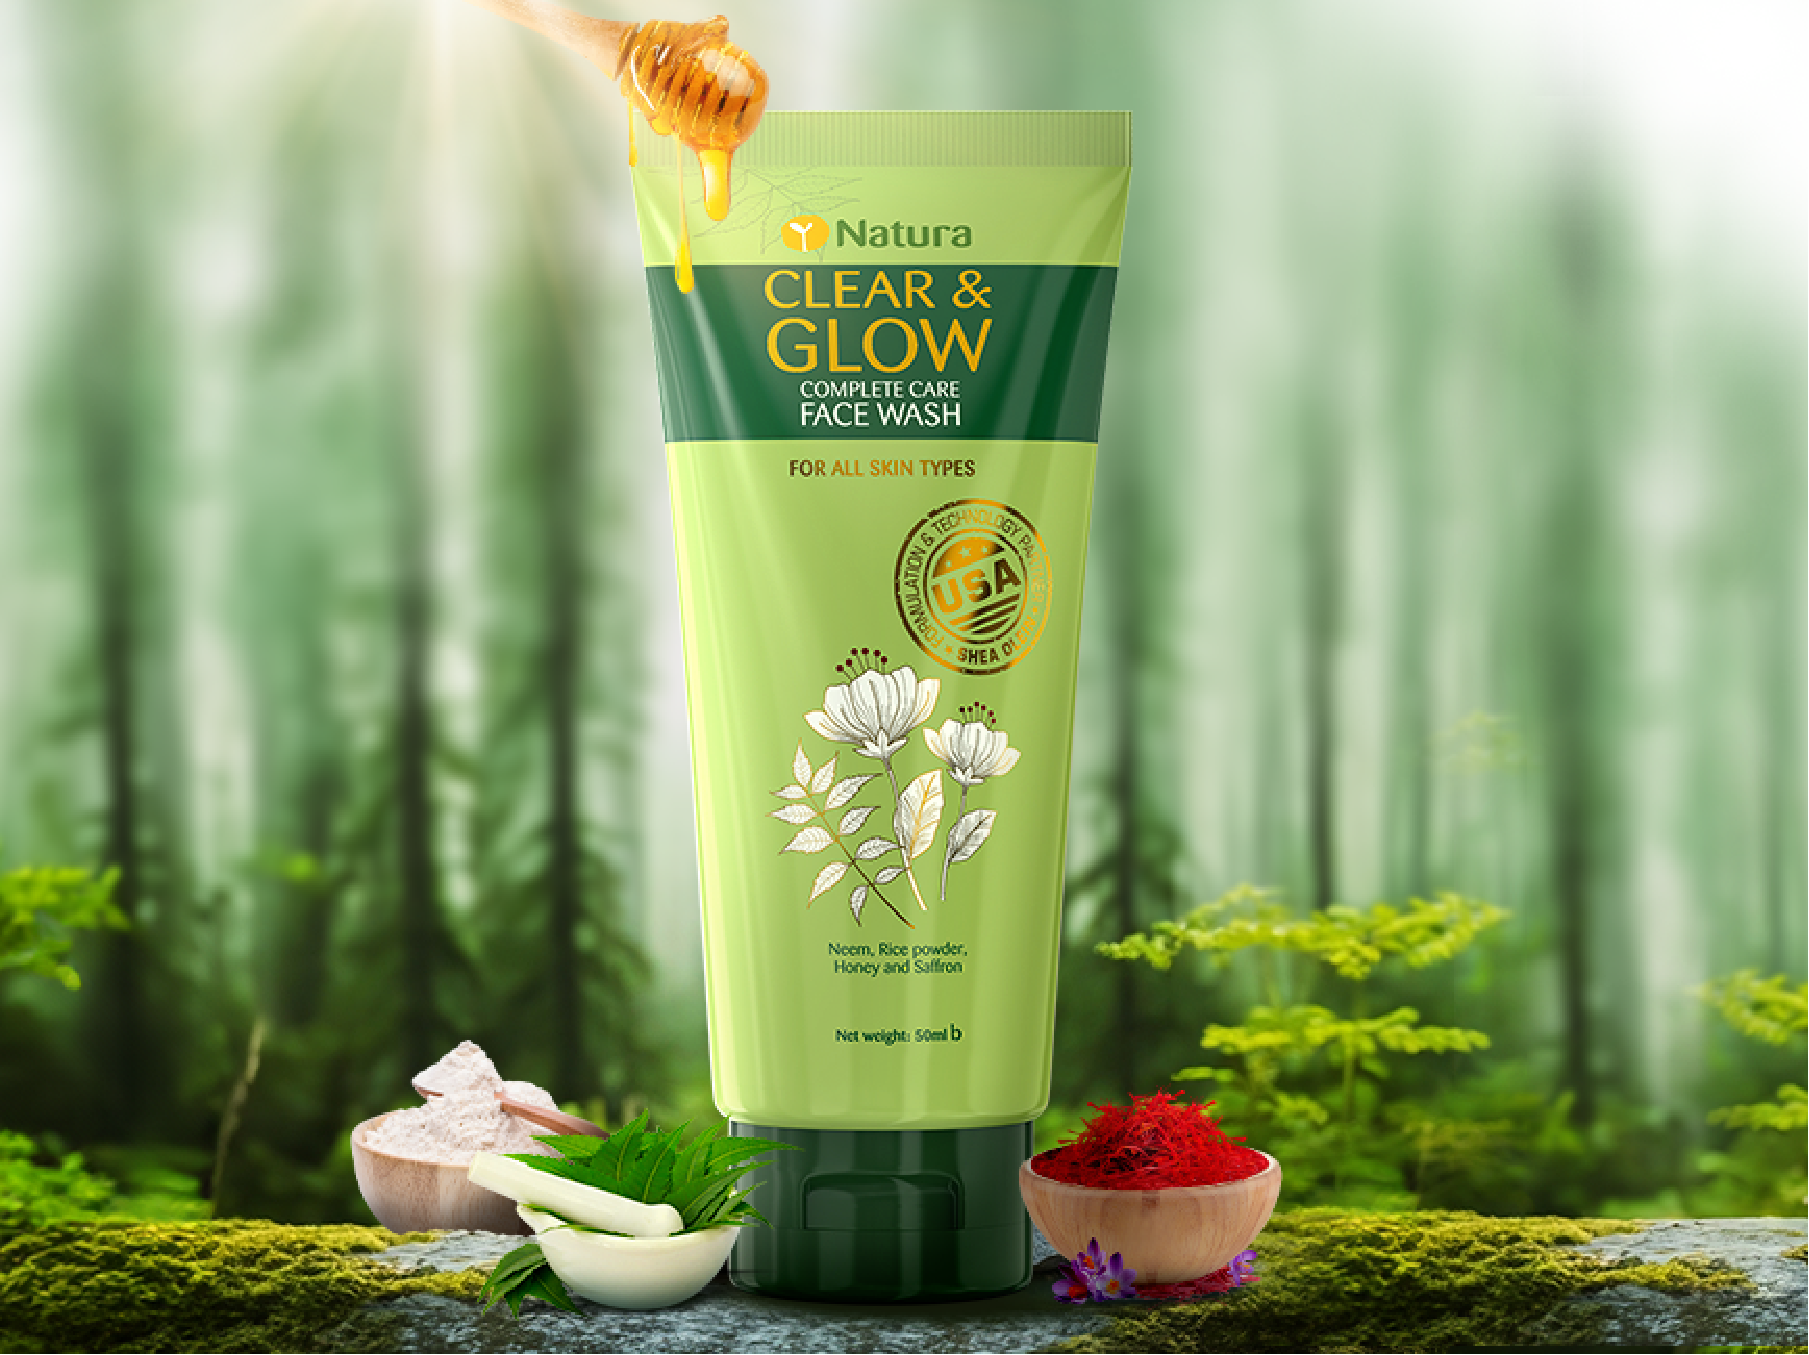 Natura
CLEAR &
GLOW
COMPLETE CARE
FACE WASH
FOR ALL SKIN TYPES
FORMULATION & TECHNOLOGY PARTNER
USA
SHEA
Neem, Rice powder,
Honey and Saffron
Net weight: 50ml b